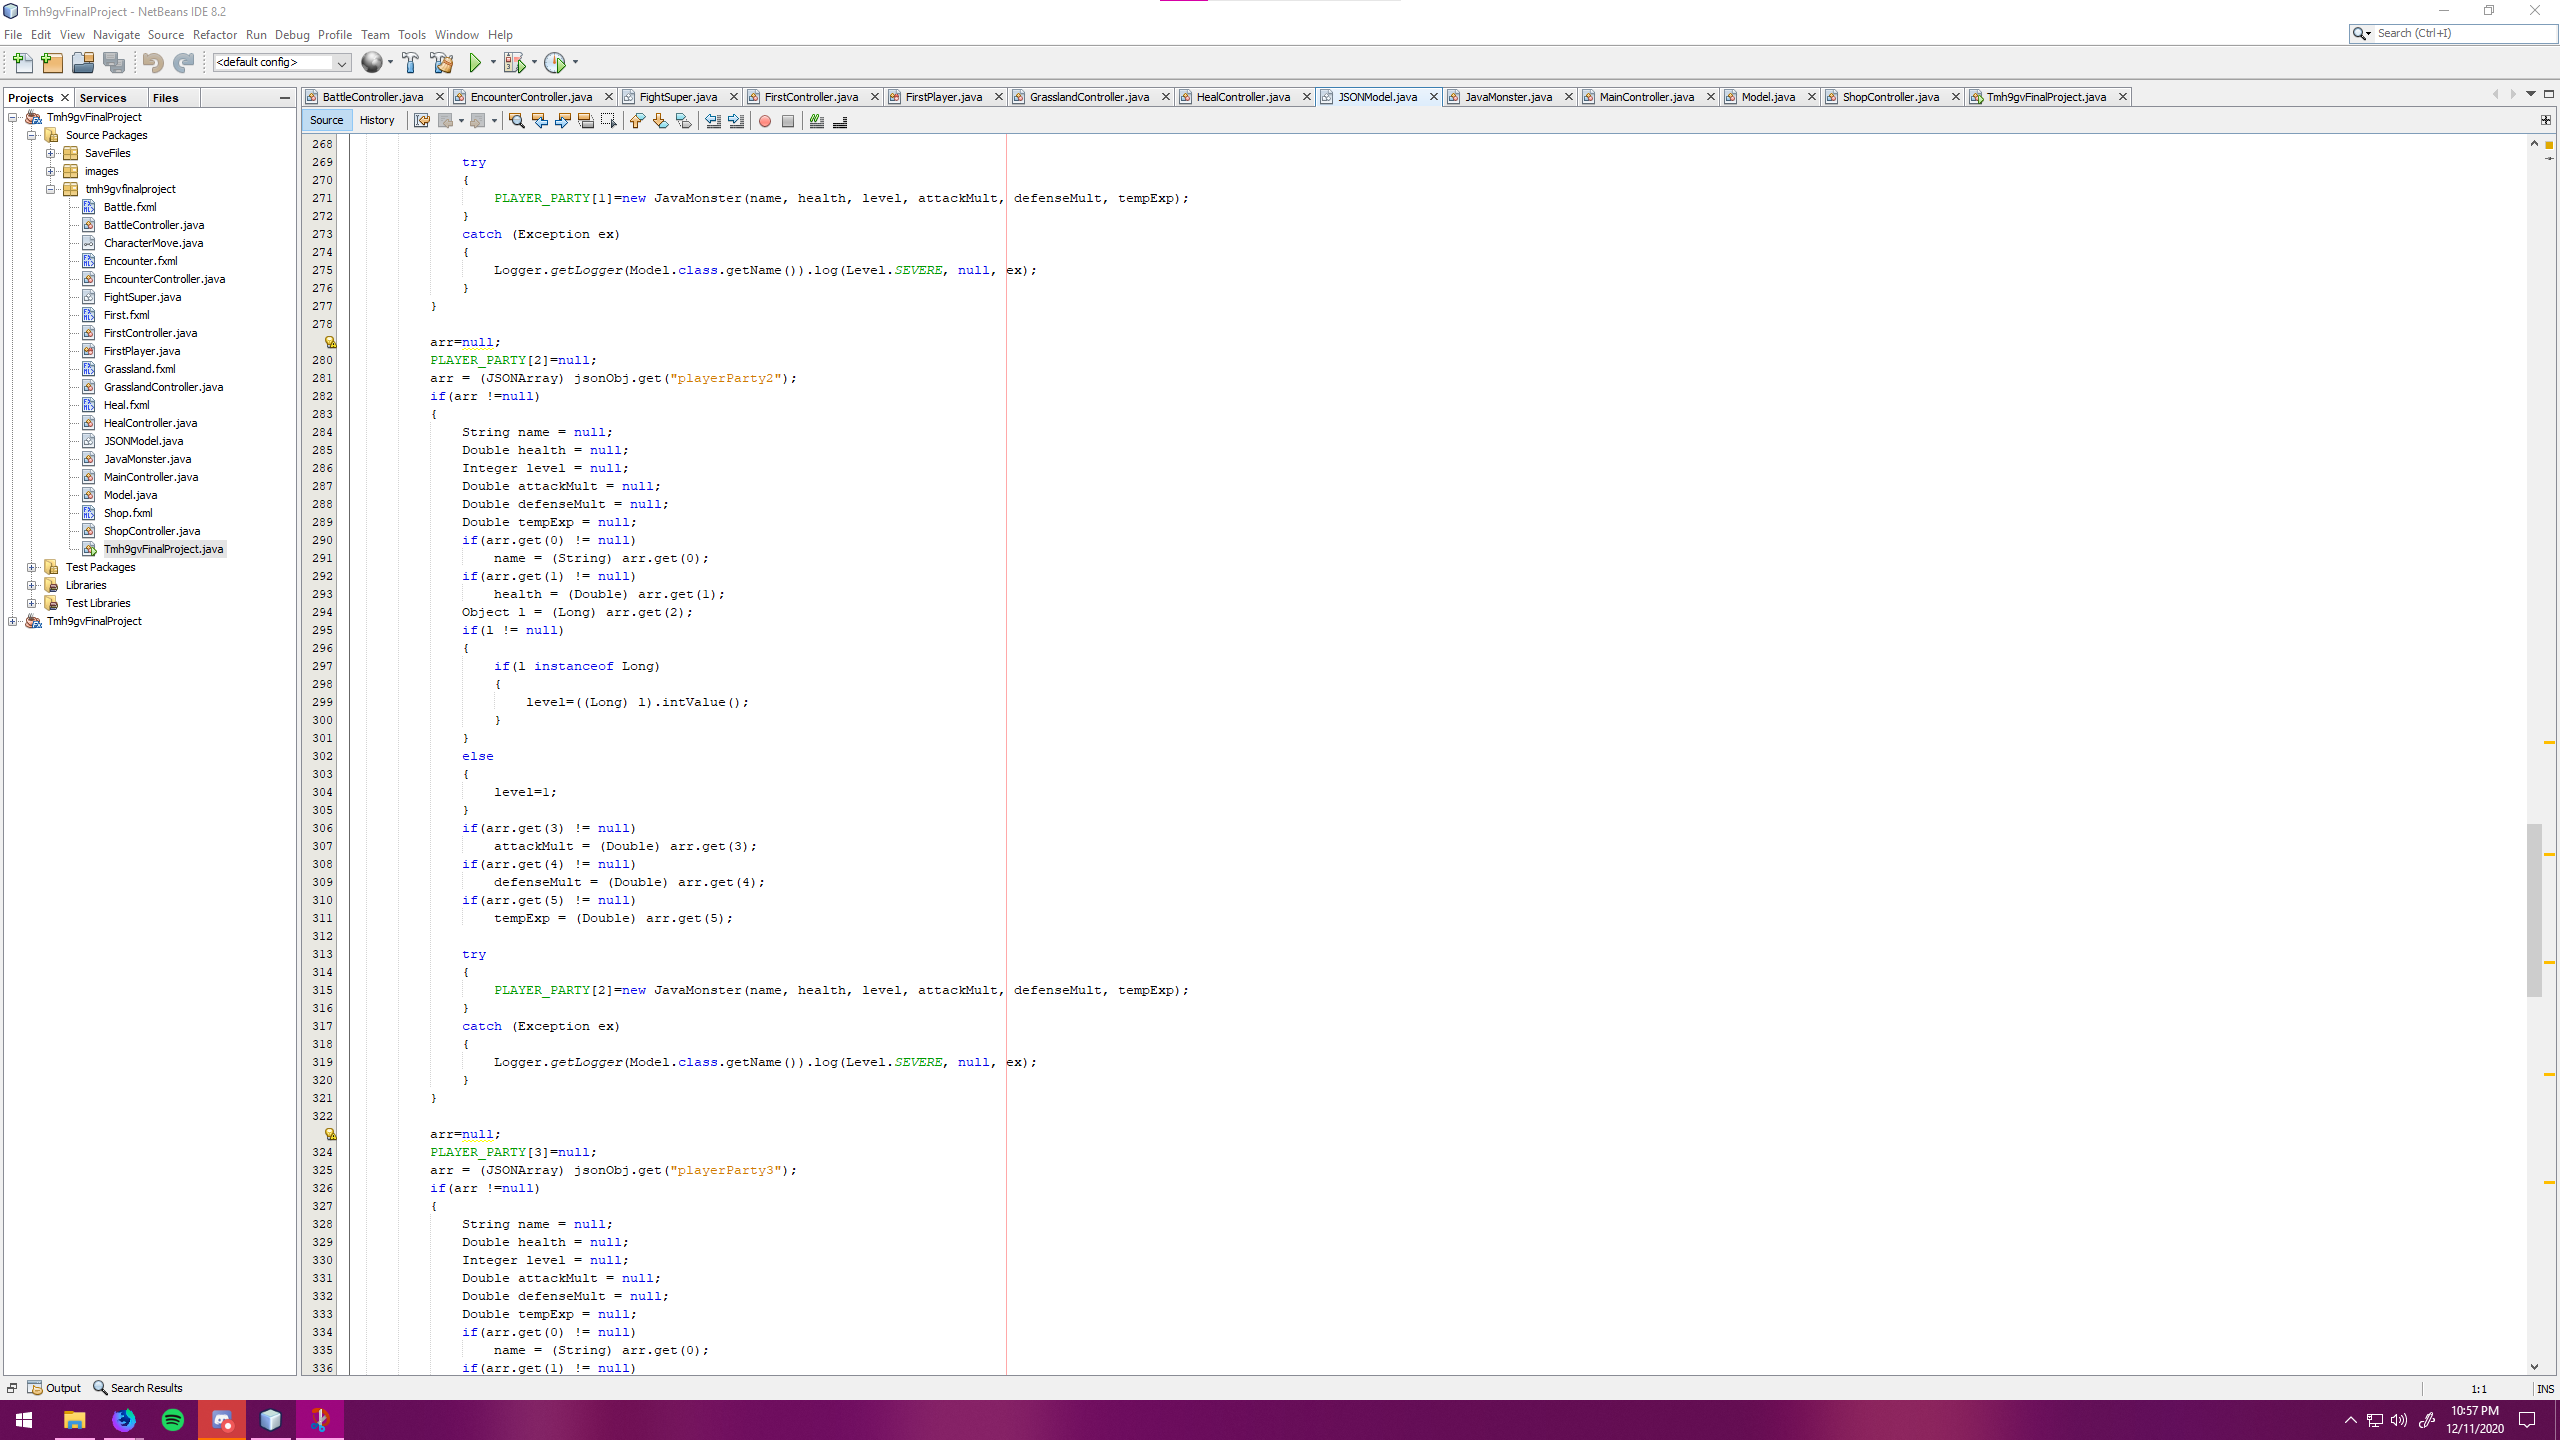 Tmh9gvFinalProject - NetBeans IDE 8.2
File Edit View Navigate Source Refactor Run Debug Profile Team Tools Window Help
Search (Ctrl+I)
<default config>
Projects Services Files
BattleController.java EncounterController.java FightSuper.java FirstController.java FirstPlayer.java GrasslandController.java HealController.java JSONModel.java JavaMonster.java MainController.java Model.java ShopController.java Tmh9gvFinalProject.java
Source History
Tmh9gvFinalProject
Source Packages
SaveFiles
images
tmh9gvfinalproject
Battle.fxml
BattleController.java
CharacterMove.java
Encounter.fxml
EncounterController.java
FightSuper.java
First.fxml
FirstController.java
FirstPlayer.java
Grassland.fxml
GrasslandController.java
Heal.fxml
HealController.java
JSONModel.java
JavaMonster.java
MainController.java
Model.java
Shop.fxml
ShopController.java
Tmh9gvFinalProject.java
Test Packages
Libraries
Test Libraries
Tmh9gvFinalProject
268
269 try
270 {
271 PLAYER_PARTY[1]=new JavaMonster(name, health, level, attackMult, defenseMult, tempExp);
272 }
273 catch (Exception ex)
274 {
275 Logger.getLogger(Model.class.getName()).log(Level.SEVERE, null, ex);
276 }
277 }
278
arr=null;
280 PLAYER_PARTY[2]=null;
281 arr = (JSONArray) jsonObj.get("playerParty2");
282 if(arr !=null)
283 {
284 String name = null;
285 Double health = null;
286 Integer level = null;
287 Double attackMult = null;
288 Double defenseMult = null;
289 Double tempExp = null;
290 if(arr.get(0) != null)
291 name = (String) arr.get(0);
292 if(arr.get(1) != null)
293 health = (Double) arr.get(1);
294 Object l = (Long) arr.get(2);
295 if(l != null)
296 {
297 if(l instanceof Long)
298 {
299 level=((Long) l).intValue();
300 }
301 }
302 else
303 {
304 level=1;
305 }
306 if(arr.get(3) != null)
307 attackMult = (Double) arr.get(3);
308 if(arr.get(4) != null)
309 defenseMult = (Double) arr.get(4);
310 if(arr.get(5) != null)
311 tempExp = (Double) arr.get(5);
312
313 try
314 {
315 PLAYER_PARTY[2]=new JavaMonster(name, health, level, attackMult, defenseMult, tempExp);
316 }
317 catch (Exception ex)
318 {
319 Logger.getLogger(Model.class.getName()).log(Level.SEVERE, null, ex);
320 }
321 }
322
arr=null;
324 PLAYER_PARTY[3]=null;
325 arr = (JSONArray) jsonObj.get("playerParty3");
326 if(arr !=null)
327 {
328 String name = null;
329 Double health = null;
330 Integer level = null;
331 Double attackMult = null;
332 Double defenseMult = null;
333 Double tempExp = null;
334 if(arr.get(0) != null)
335 name = (String) arr.get(0);
336 if(arr.get(1) != null)
Output Search Results
1:1 INS
10:57 PM
12/11/2020